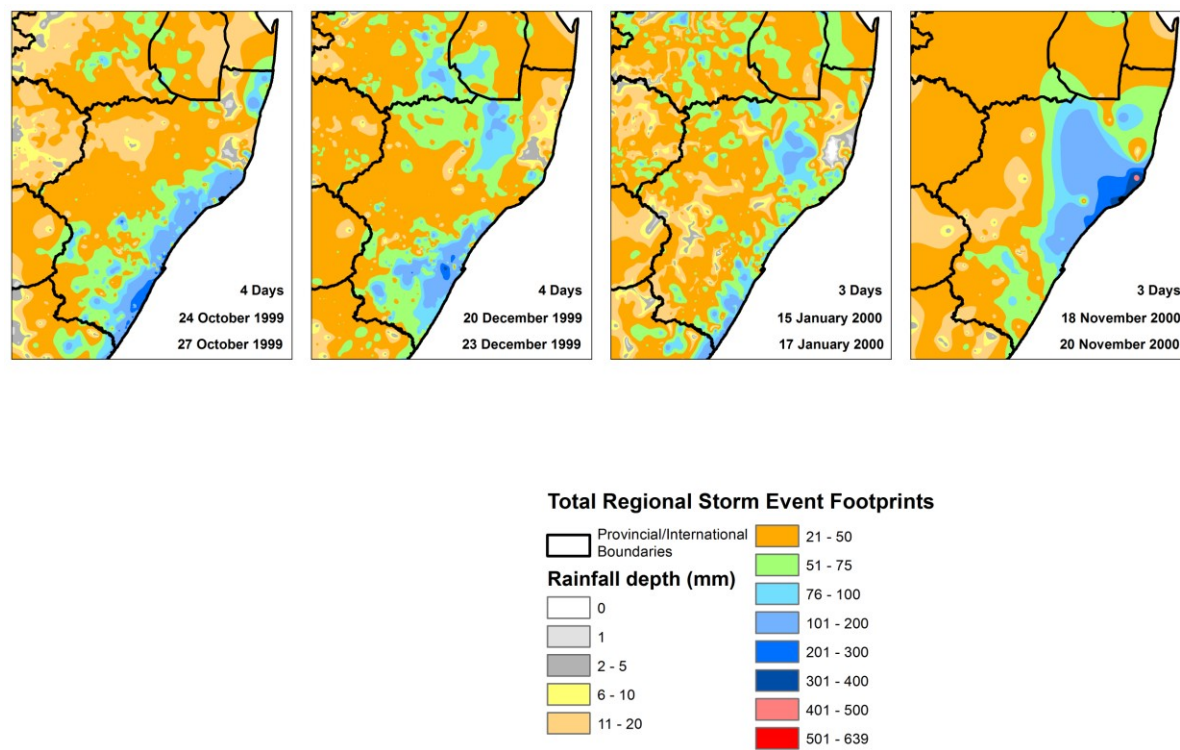 4 Days
24 October 1999
27 October 1999
4 Days
20 December 1999
23 December 1999
3 Days
15 January 2000
17 January 2000
3 Days
18 November 2000
20 November 2000
Total Regional Storm Event Footprints
Provincial/International
Boundaries
Rainfall depth (mm)
0
1
2 - 5
6 - 10
11 - 20
21 - 50
51 - 75
76 - 100
101 - 200
201 - 300
301 - 400
401 - 500
501 - 639